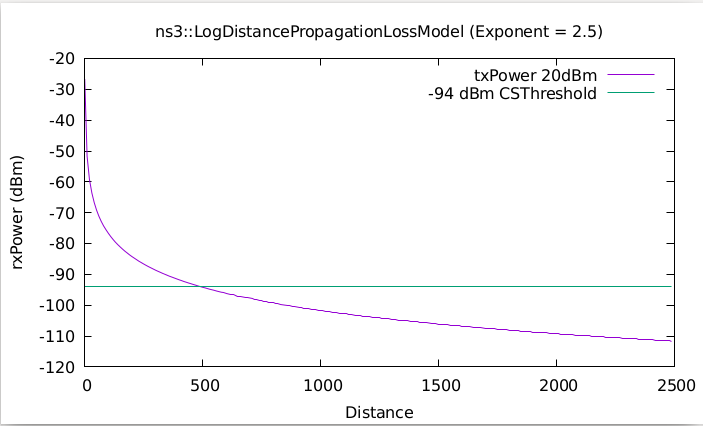 ns3::LogDistancePropagationLossModel (Exponent = 2.5)
-20
txPower 20dBm
-30
-94 dBm CSThreshold
-40
-50
-60
-70
-80
-90
-100
-110
-120
rxPower (dBm)
0 500 1000 1500 2000 2500
Distance